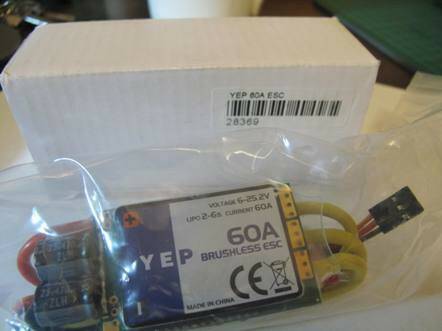 YEP 60A ESC
28369
VOLTAGE 6-25.2V
LIPO 2-6S CURRENT 60A
60A
YEP BRUSHLESS ESC
CE
MADE IN CHINA